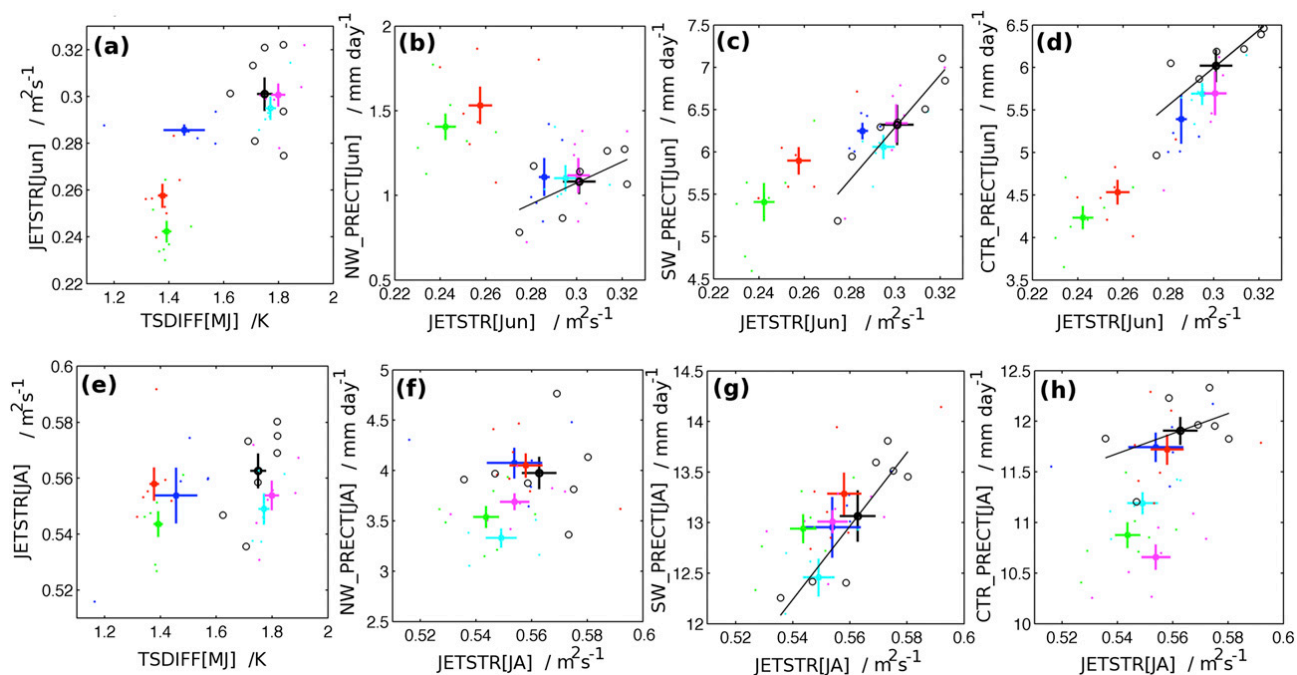 (a)
JETSTR[Jun] / m²s⁻¹
0.32
0.3
0.28
0.26
0.24
0.22
1.2 1.4 1.6 1.8 2
TSDIFF[MJ] /K
(b)
NW_PRECT[Jun] / mm day⁻¹
2
1.5
1
0.5
0.22 0.24 0.26 0.28 0.3 0.32
JETSTR[Jun] / m²s⁻¹
(c)
SW_PRECT[Jun] / mm day⁻¹
7.5
7
6.5
6
5.5
5
4.5
0.22 0.24 0.26 0.28 0.3 0.32
JETSTR[Jun] / m²s⁻¹
(d)
CTR_PRECT[Jun] / mm day⁻¹
6.5
6
5.5
5
4.5
4
3.5
0.22 0.24 0.26 0.28 0.3 0.32
JETSTR[Jun] / m²s⁻¹
(e)
JETSTR[JA] / m²s⁻¹
0.6
0.58
0.56
0.54
0.52
1.2 1.4 1.6 1.8 2
TSDIFF[MJ] /K
(f)
NW_PRECT[JA] / mm day⁻¹
5
4.5
4
3.5
3
2.5
0.52 0.54 0.56 0.58 0.6
JETSTR[JA] / m²s⁻¹
(g)
SW_PRECT[JA] / mm day⁻¹
14.5
14
13.5
13
12.5
12
0.52 0.54 0.56 0.58 0.6
JETSTR[JA] / m²s⁻¹
(h)
CTR_PRECT[JA] / mm day⁻¹
12.5
12
11.5
11
10.5
10
0.52 0.54 0.56 0.58 0.6
JETSTR[JA] / m²s⁻¹